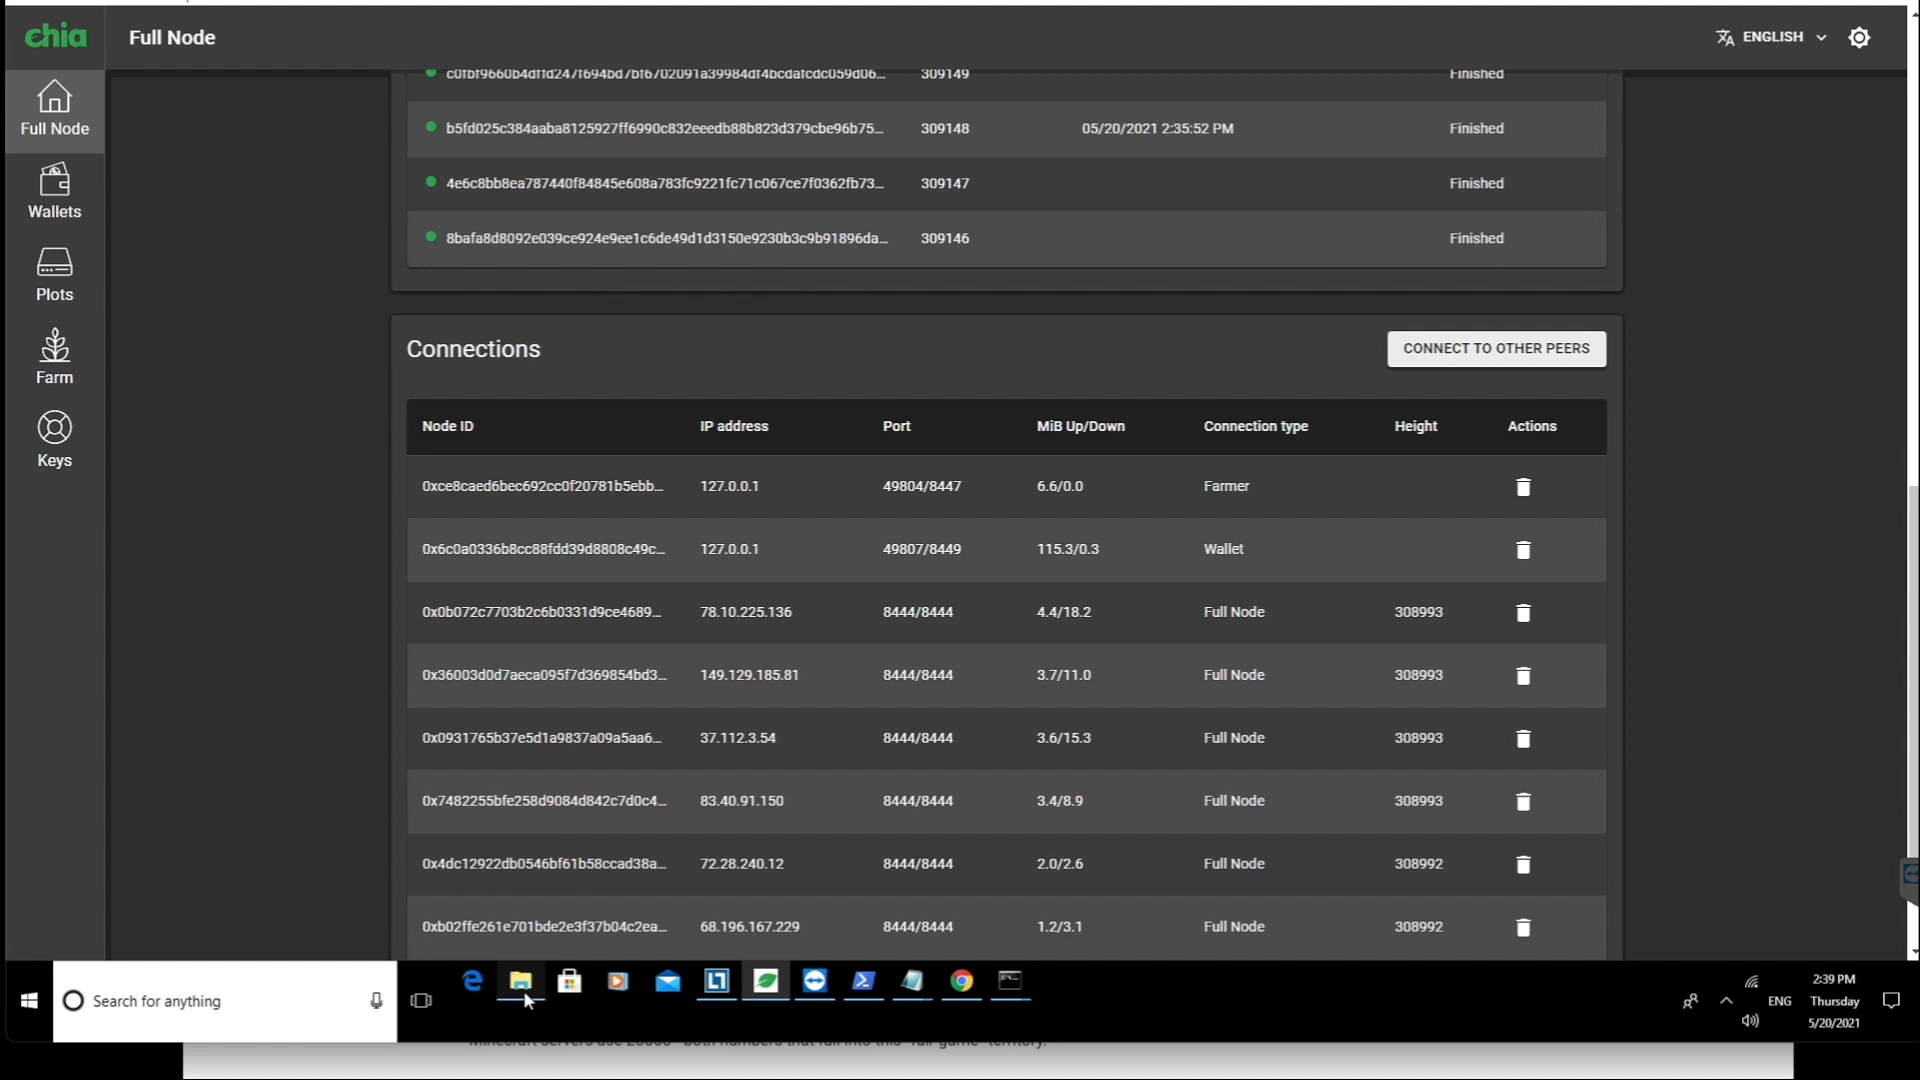 chia
Full Node
ENGLISH
Full Node
Wallets
Plots
Farm
Keys
c0fbf9660b4dffd247f694bd7bf6702091a39984df4bcdafcdc059d06... 309149 Finished
b5fd025c384aaba8125927ff6990c832eeedb88b823d379cbe96b75... 309148 05/20/2021 2:35:52 PM Finished
4e6c8bb8ea787440f84845e608a783fc9221fc71c067ce7f0362fb73... 309147 Finished
8bafa8d8092e039ce924e9ee1c6de49d1d3150e9230b3c9b91896da... 309146 Finished
Connections
CONNECT TO OTHER PEERS
Node ID IP address Port MiB Up/Down Connection type Height Actions
0xce8caed6bec692cc0f20781b5ebb... 127.0.0.1 49804/8447 6.6/0.0 Farmer
0x6c0a0336b8cc88fdd39d8808c49c... 127.0.0.1 49807/8449 115.3/0.3 Wallet
0x0b072c7703b2c6b0331d9ce4689... 78.10.225.136 8444/8444 4.4/18.2 Full Node 308993
0x36003d0d7aeca095f7d369854bd3... 149.129.185.81 8444/8444 3.7/11.0 Full Node 308993
0x0931765b37e5d1a9837a09a5aa6... 37.112.3.54 8444/8444 3.6/15.3 Full Node 308993
0x7482255bfe258d9084d842c7d0c4... 83.40.91.150 8444/8444 3.4/8.9 Full Node 308993
0x4dc12922db0546bf61b58ccad38a... 72.28.240.12 8444/8444 2.0/2.6 Full Node 308992
0xb02ffe261e701bde2e3f37b04c2ea... 68.196.167.229 8444/8444 1.2/3.1 Full Node 308992
Search for anything
ENG
2:39 PM
Thursday
5/20/2021